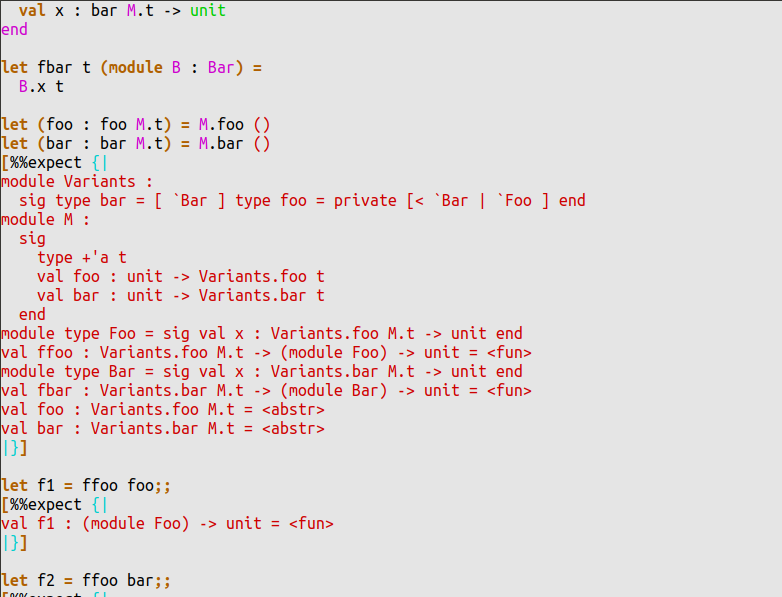 val x : bar M.t -> unit
end

let fbar t (module B : Bar) =
  B.x t

let (foo : foo M.t) = M.foo ()
let (bar : bar M.t) = M.bar ()
[%%expect {|
module Variants :
  sig type bar = [ `Bar ] type foo = private [< `Bar | `Foo ] end
module M :
  sig
    type +'a t
    val foo : unit -> Variants.foo t
    val bar : unit -> Variants.bar t
  end
module type Foo = sig val x : Variants.foo M.t -> unit end
val ffoo : Variants.foo M.t -> (module Foo) -> unit = <fun>
module type Bar = sig val x : Variants.bar M.t -> unit end
val fbar : Variants.bar M.t -> (module Bar) -> unit = <fun>
val foo : Variants.foo M.t = <abstr>
val bar : Variants.bar M.t = <abstr>
|}]

let f1 = ffoo foo;;
[%%expect {|
val f1 : (module Foo) -> unit = <fun>
|}]

let f2 = ffoo bar;;
[%%expect {|